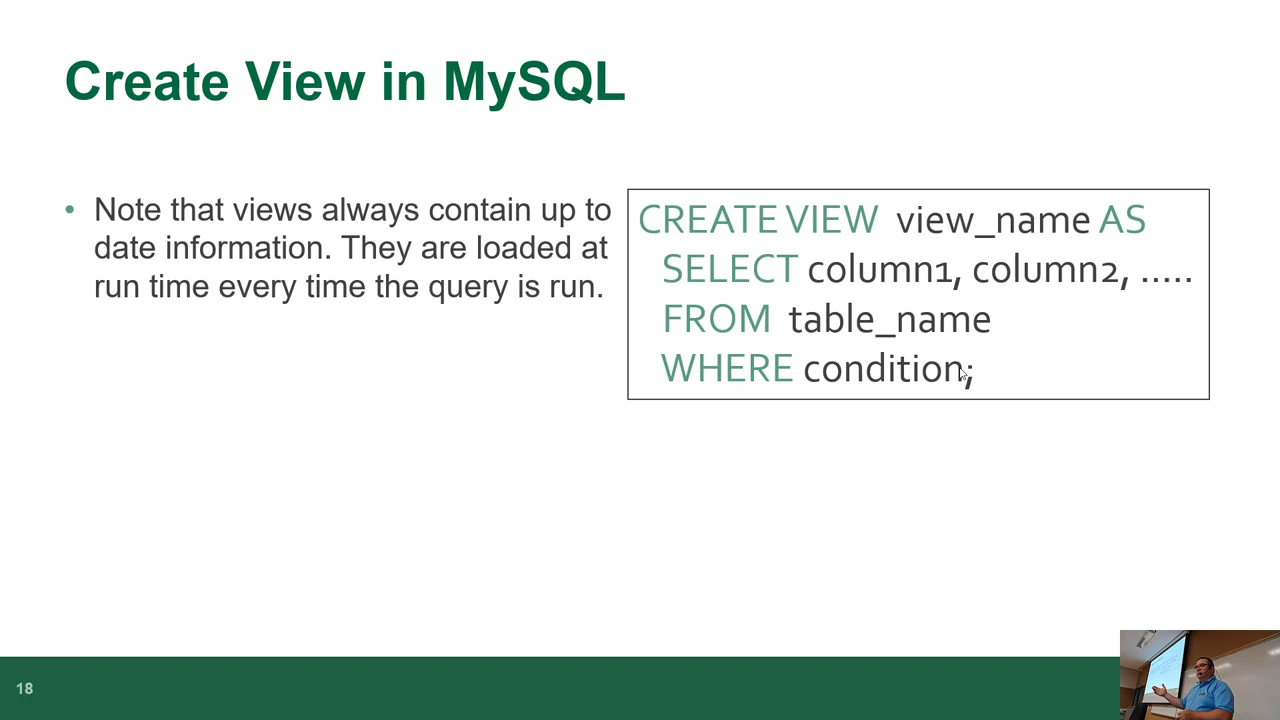 Create View in MySQL
• Note that views always contain up to
date information. They are loaded at
run time every time the query is run.
CREATE VIEW view_name AS
SELECT column1, column2, .....
FROM table_name
WHERE condition;
18